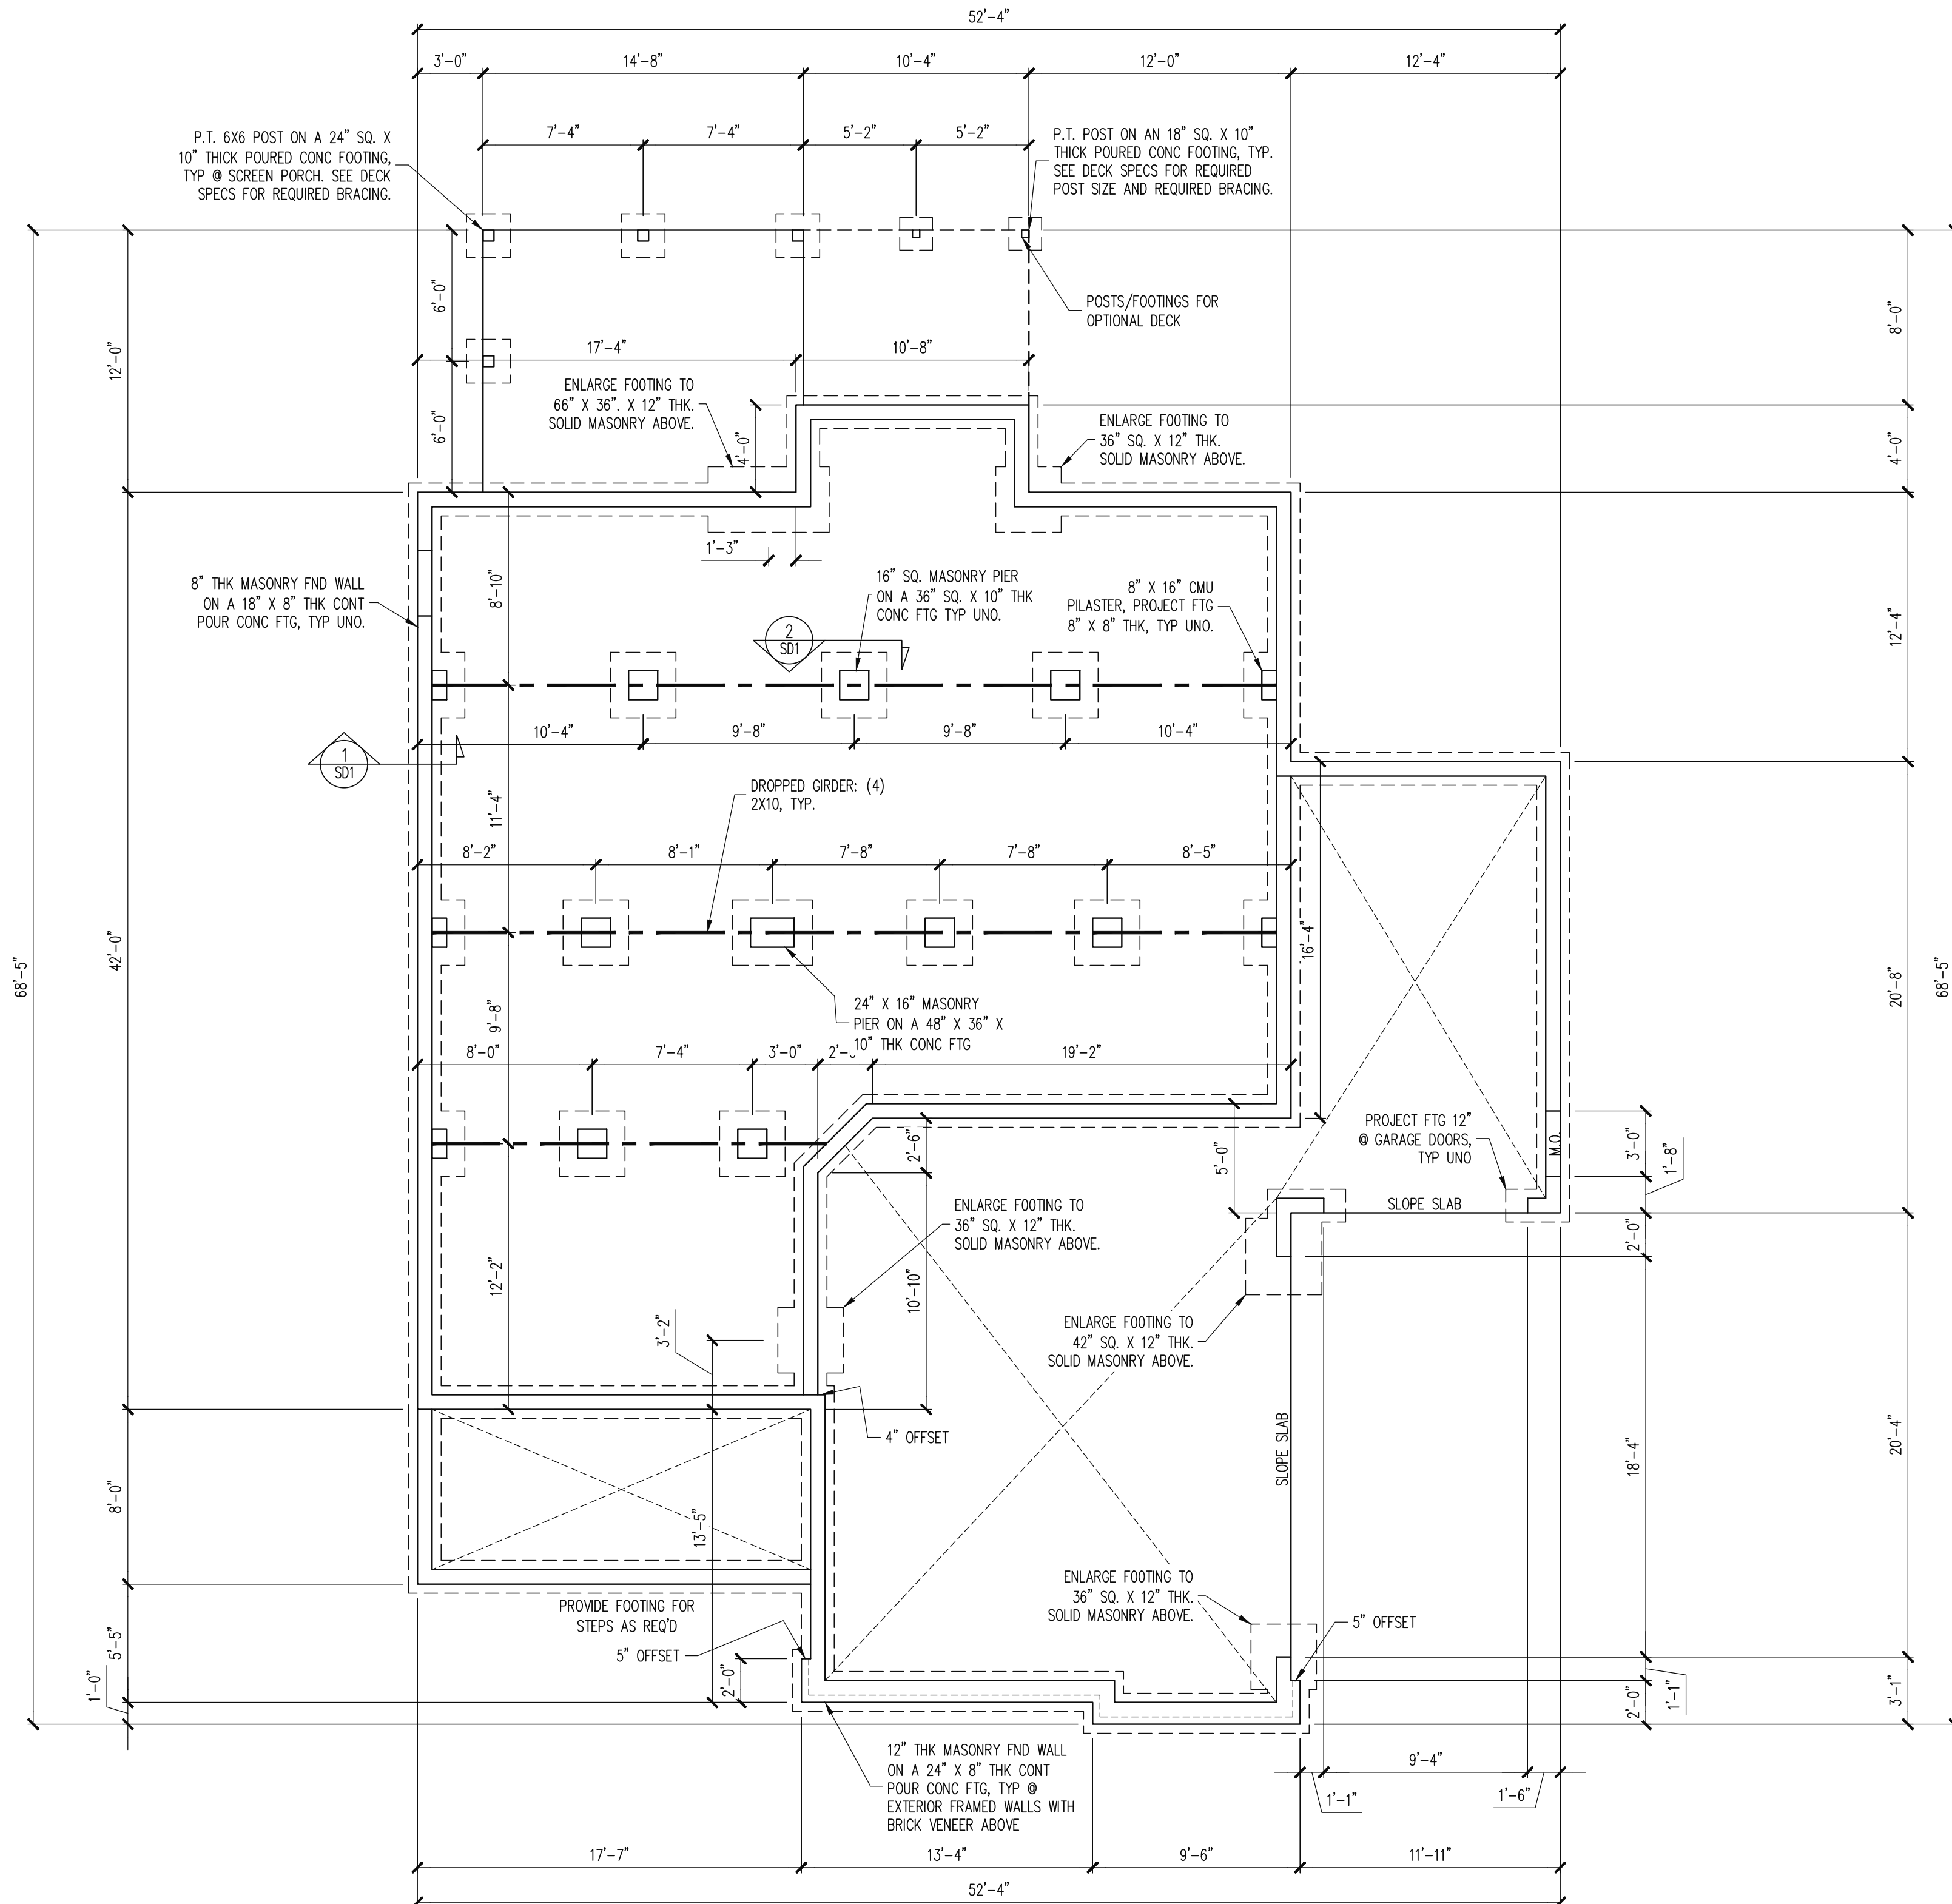 52'-4"
3'-0"
14'-8"
10'-4"
12'-0"
12'-4"
7'-4"
7'-4"
5'-2"
5'-2"
P.T. 6X6 POST ON A 24" SQ. X
10" THICK POURED CONC FOOTING,
TYP @ SCREEN PORCH. SEE DECK
SPECS FOR REQUIRED BRACING.
P.T. POST ON AN 18" SQ. X 10"
THICK POURED CONC FOOTING, TYP.
SEE DECK SPECS FOR REQUIRED
POST SIZE AND REQUIRED BRACING.
POSTS/FOOTINGS FOR
OPTIONAL DECK
6'-0"
6'-0"
12'-0"
8'-0"
17'-4"
10'-8"
ENLARGE FOOTING TO
66" X 36". X 12" THK.
SOLID MASONRY ABOVE.
4'-0"
ENLARGE FOOTING TO
36" SQ. X 12" THK.
SOLID MASONRY ABOVE.
4'-0"
1'-3"
8'-10"
8" THK MASONRY FND WALL
ON A 18" X 8" THK CONT
POUR CONC FTG, TYP UNO.
16" SQ. MASONRY PIER
ON A 36" SQ. X 10" THK
CONC FTG TYP UNO.
8" X 16" CMU
PILASTER, PROJECT FTG
8" X 8" THK, TYP UNO.
2
SD1
12'-4"
10'-4"
9'-8"
9'-8"
10'-4"
1
SD1
DROPPED GIRDER: (4)
2X10, TYP.
11'-4"
8'-2"
8'-1"
7'-8"
7'-8"
8'-5"
42'-0"
68'-5"
16'-4"
20'-8"
68'-5"
24" X 16" MASONRY
PIER ON A 48" X 36" X
10" THK CONC FTG
9'-8"
8'-0"
7'-4"
3'-0"
19'-2"
2'-6"
5'-0"
PROJECT FTG 12"
@ GARAGE DOORS,
TYP UNO
M.O.
3'-0"
1'-8"
SLOPE SLAB
2'-0"
ENLARGE FOOTING TO
36" SQ. X 12" THK.
SOLID MASONRY ABOVE.
12'-2"
10'-10"
3'-2"
ENLARGE FOOTING TO
42" SQ. X 12" THK.
SOLID MASONRY ABOVE.
4" OFFSET
SLOPE SLAB
18'-4"
20'-4"
8'-0"
13'-5"
ENLARGE FOOTING TO
36" SQ. X 12" THK.
SOLID MASONRY ABOVE.
PROVIDE FOOTING FOR
STEPS AS REQ'D
5" OFFSET
5" OFFSET
5'-5"
1'-0"
2'-0"
2'-0"
1'-1"
3'-1"
12" THK MASONRY FND WALL
ON A 24" X 8" THK CONT
POUR CONC FTG, TYP @
EXTERIOR FRAMED WALLS WITH
BRICK VENEER ABOVE
9'-4"
1'-1"
1'-6"
17'-7"
13'-4"
9'-6"
11'-11"
52'-4"